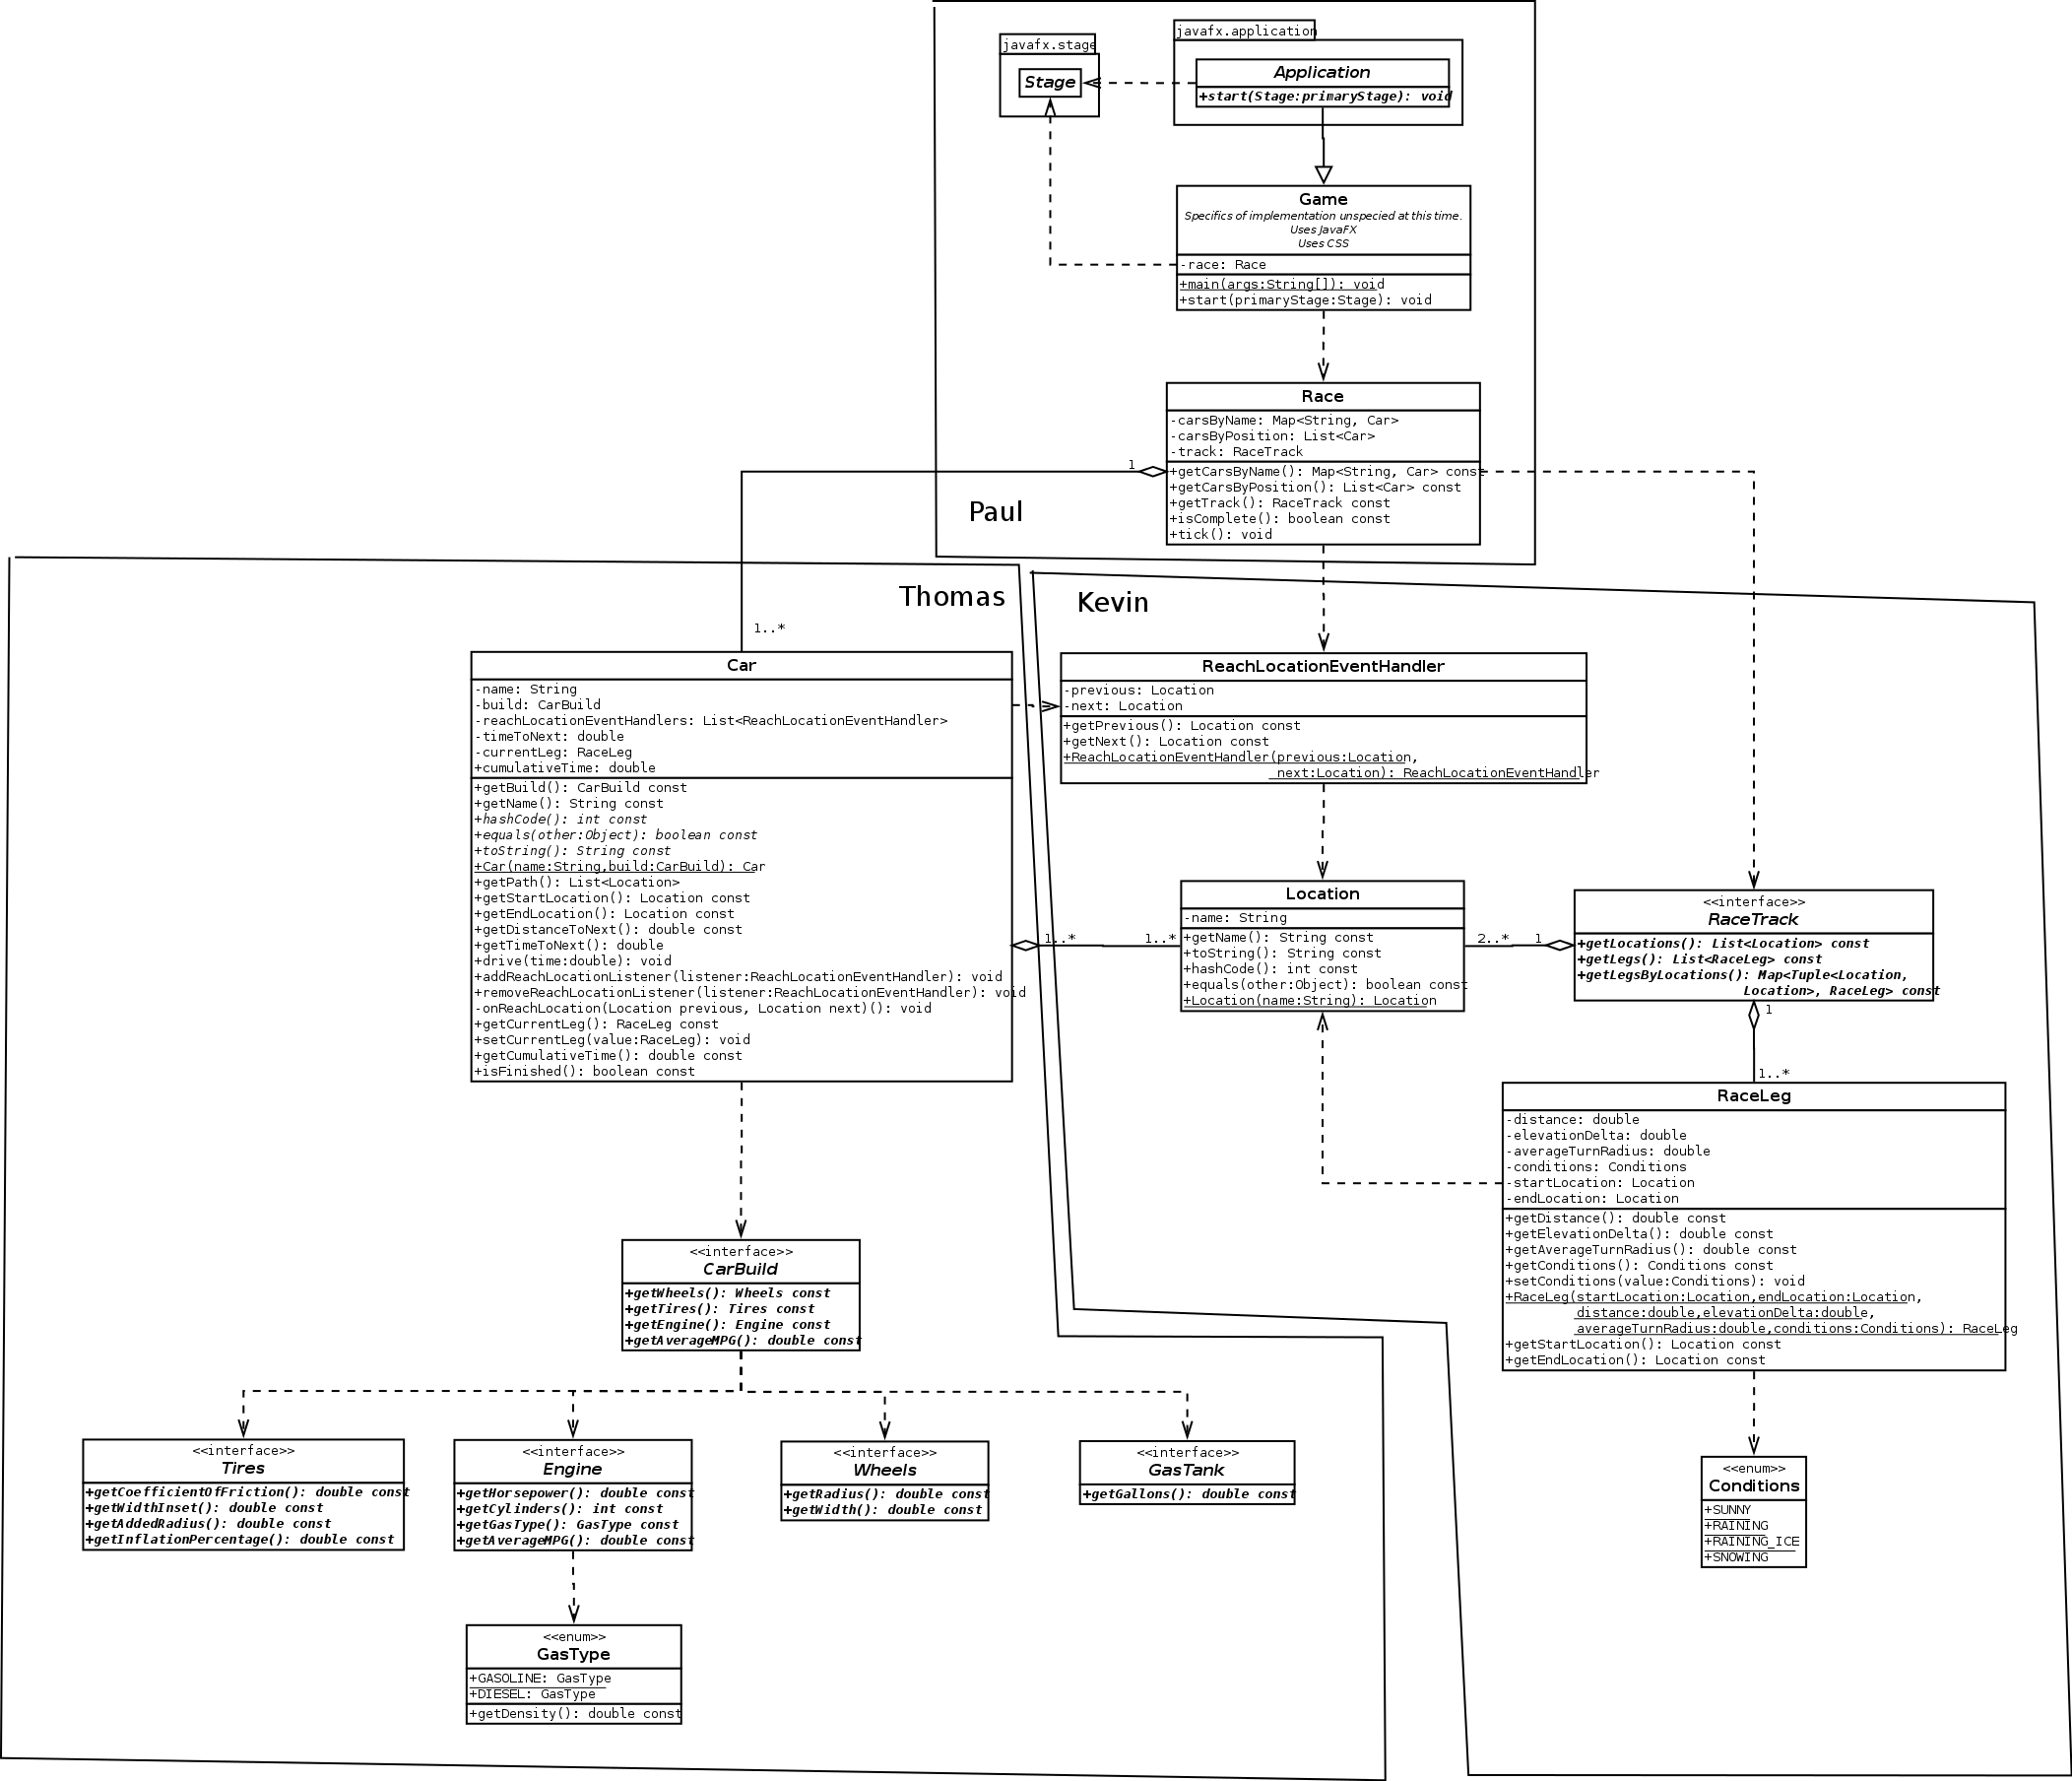 javafx.stage
Stage
javafx.application
Application
+start(Stage:primaryStage): void
Game
Specifics of implementation unspecied at this time.
Uses JavaFX
Uses CSS
-race: Race
+main(args:String[]): void
+start(primaryStage:Stage): void
Race
-carsByName: Map<String, Car>
-carsByPosition: List<Car>
-track: RaceTrack
+getCarsByName(): Map<String, Car> const
+getCarsByPosition(): List<Car> const
+getTrack(): RaceTrack const
+isComplete(): boolean const
+tick(): void
1
Paul
Thomas
Kevin
1..*
Car
-name: String
-build: CarBuild
-reachLocationEventHandlers: List<ReachLocationEventHandler>
-timeToNext: double
-currentLeg: RaceLeg
+cumulativeTime: double
+getBuild(): CarBuild const
+getName(): String const
+hashCode(): int const
+equals(other:Object): boolean const
+toString(): String const
+Car(name:String,build:CarBuild): Car
+getPath(): List<Location>
+getStartLocation(): Location const
+getEndLocation(): Location const
+getDistanceToNext(): double const
+getTimeToNext(): double
+drive(time:double): void
+addReachLocationListener(listener:ReachLocationEventHandler): void
+removeReachLocationListener(listener:ReachLocationEventHandler): void
-onReachLocation(Location previous, Location next)(): void
+getCurrentLeg(): RaceLeg const
+setCurrentLeg(value:RaceLeg): void
+getCumulativeTime(): double const
+isFinished(): boolean const
ReachLocationEventHandler
-previous: Location
-next: Location
+getPrevious(): Location const
+getNext(): Location const
+ReachLocationEventHandler(previous:Location,
next:Location): ReachLocationEventHandler
1..*
1..*
Location
-name: String
+getName(): String const
+toString(): String const
+hashCode(): int const
+equals(other:Object): boolean const
+Location(name:String): Location
2..*
1
<<interface>>
RaceTrack
+getLocations(): List<Location> const
+getLegs(): List<RaceLeg> const
+getLegsByLocations(): Map<Tuple<Location,
Location>, RaceLeg> const
1
1..*
RaceLeg
-distance: double
-elevationDelta: double
-averageTurnRadius: double
-conditions: Conditions
-startLocation: Location
-endLocation: Location
+getDistance(): double const
+getElevationDelta(): double const
+getAverageTurnRadius(): double const
+getConditions(): Conditions const
+setConditions(value:Conditions): void
+RaceLeg(startLocation:Location,endLocation:Location,
distance:double,elevationDelta:double,
averageTurnRadius:double,conditions:Conditions): RaceLeg
+getStartLocation(): Location const
+getEndLocation(): Location const
<<interface>>
CarBuild
+getWheels(): Wheels const
+getTires(): Tires const
+getEngine(): Engine const
+getAverageMPG(): double const
<<interface>>
Tires
+getCoefficientOfFriction(): double const
+getWidthInset(): double const
+getAddedRadius(): double const
+getInflationPercentage(): double const
<<interface>>
Engine
+getHorsepower(): double const
+getCylinders(): int const
+getGasType(): GasType const
+getAverageMPG(): double const
<<interface>>
Wheels
+getRadius(): double const
+getWidth(): double const
<<interface>>
GasTank
+getGallons(): double const
<<enum>>
Conditions
+SUNNY
+RAINING
+RAINING_ICE
+SNOWING
<<enum>>
GasType
+GASOLINE: GasType
+DIESEL: GasType
+getDensity(): double const